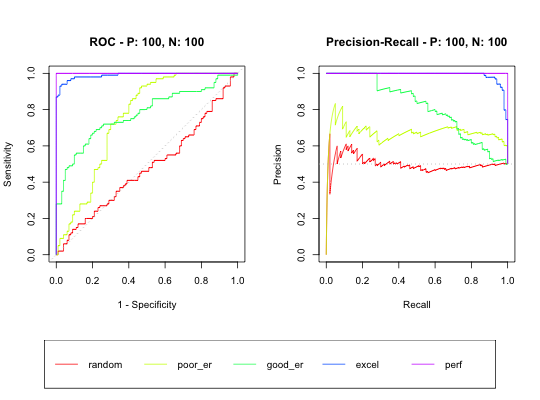 ROC - P: 100, N: 100
Precision-Recall - P: 100, N: 100
Sensitivity
0.0 0.2 0.4 0.6 0.8 1.0
0.0 0.2 0.4 0.6 0.8 1.0
1 - Specificity
Precision
0.0 0.2 0.4 0.6 0.8 1.0
0.0 0.2 0.4 0.6 0.8 1.0
Recall
random poor_er good_er excel perf